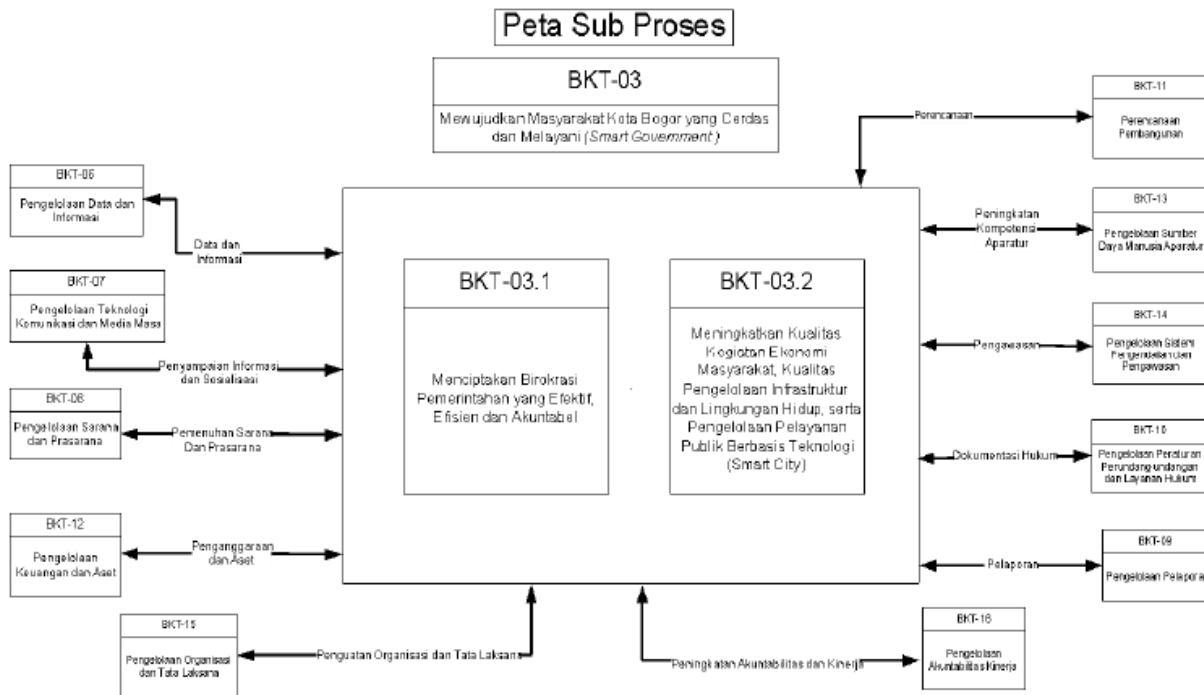 Peta Sub Proses
BKT-03
Mewujudkan Masyarakat Kota Bogor yang Cerdas
dan Melayani (Smart Government)
BKT-11
Perencanaan
Pembangunan
Perencanaan
BKT-06
Pengelolaan Data dan
Informasi
Data dan
Informasi
BKT-13
Pengelolaan Sumber
Daya Manusia Aparatur
Peningkatan
Kompetensi
Aparatur
BKT-07
Pengelolaan Teknologi
Komunikasi dan Media Masa
Penyampaian Informasi
dan Sosialisasi
BKT-03.1
Menciptakan Birokrasi
Pemerintahan yang Efektif,
Efisien dan Akuntabel
BKT-03.2
Meningkatkan Kualitas
Kegiatan Ekonomi
Masyarakat, Kualitas
Pengelolaan Infrastruktur
dan Lingkungan Hidup, serta
Pengelolaan Pelayanan
Publik Berbasis Teknologi
(Smart City)
BKT-14
Pengelolaan Sistem
Pengendalian dan
Pengawasan
Pengawasan
BKT-08
Pengelolaan Sarana
dan Prasarana
Pemenuhan Sarana
Dan Prasarana
BKT-10
Pengelolaan Peraturan
Perundang-undangan
dan Layanan Hukum
Dokumentasi Hukum
BKT-12
Pengelolaan
Keuangan dan Aset
Penganggaraan
dan Aset
BKT-09
Pengelolaan Pelapora
Pelaporan
BKT-15
Pengelolaan Organisasi
dan Tata Laksana
Penguatan Organisasi dan Tata Laksana
Peningkatan Akuntabilitas dan Kinerja
BKT-16
Pengelolaan
Akuntabilitas Kinerja